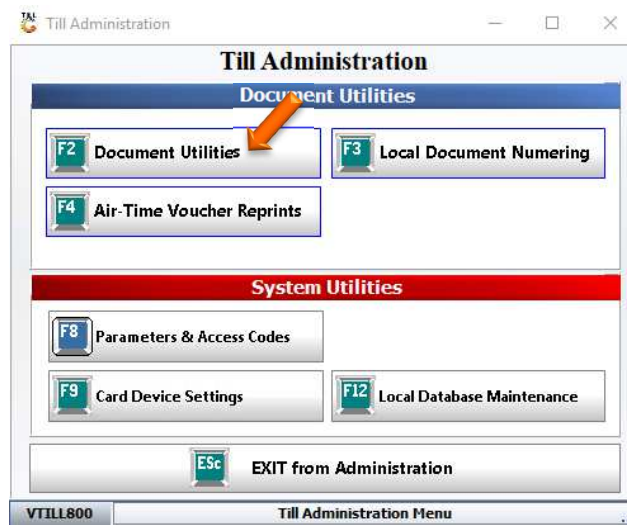 Till Administration
Till Administration
Document Utilities
F2 Document Utilities
F3 Local Document Numering
F4 Air-Time Voucher Reprints
System Utilities
F8 Parameters & Access Codes
F9 Card Device Settings
F12 Local Database Maintenance
ESc EXIT from Administration
VTILL800 Till Administration Menu